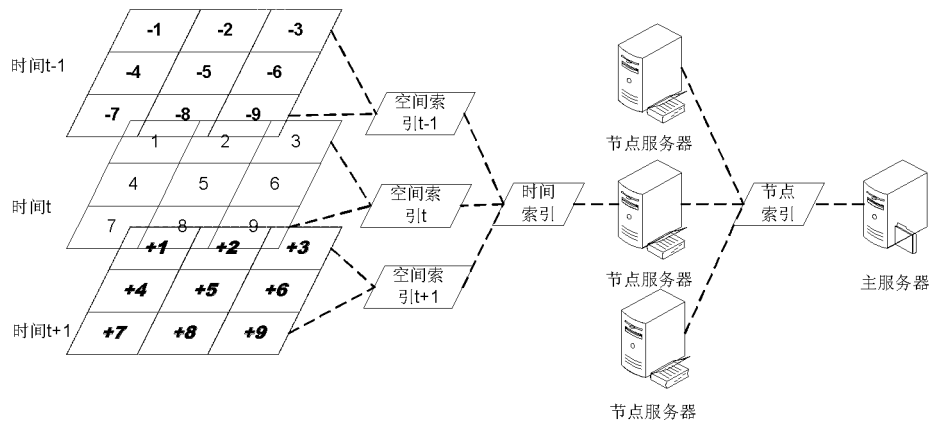 -1 -2 -3
时间t-1
-4 -5 -6
-7 -8 -9
空间索
引t-1
节点服务器
1 2 3
4 5 6
时间t
7 8 9
空间索
引t
时间
索引
节点服务器
节点
索引
主服务器
+1 +2 +3
+4 +5 +6
时间t+1
+7 +8 +9
空间索
引t+1
节点服务器